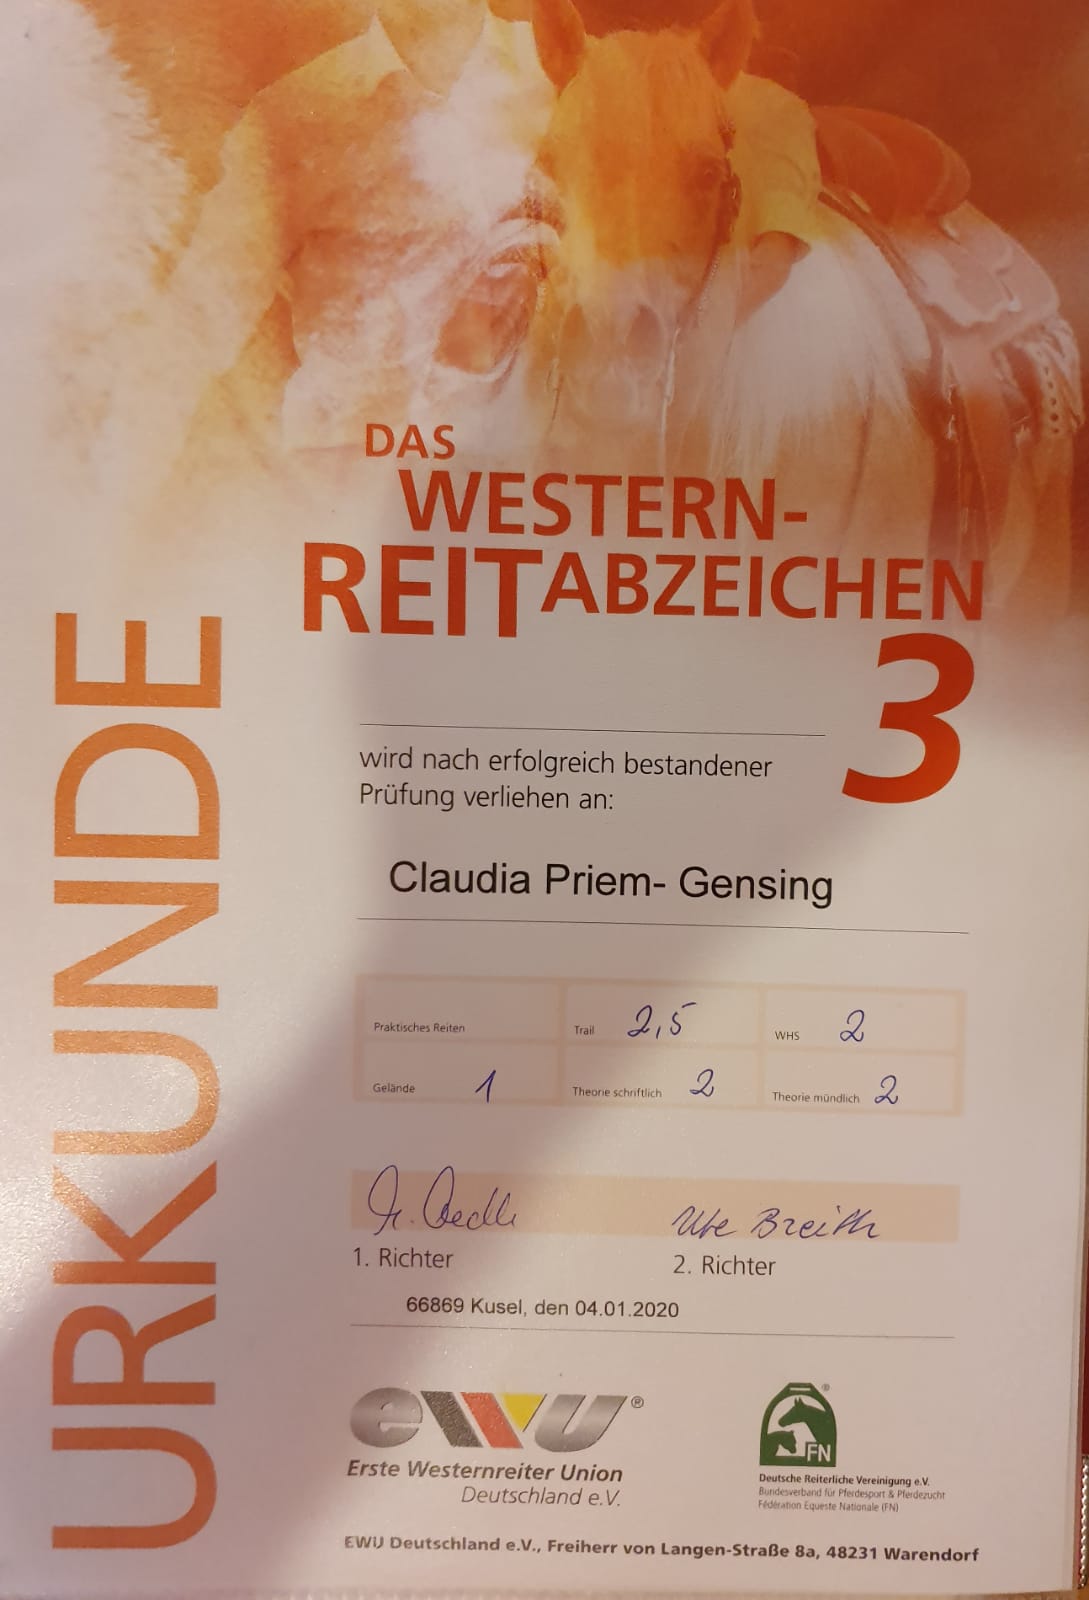 URKUNDE
DAS
WESTERN-
REITABZEICHEN
3
wird nach erfolgreich bestandener
Prüfung verliehen an:
Claudia Priem- Gensing
Praktisches Reiten
Trail 2,5
WHS 2
Gelände 1
Theorie schriftlich 2
Theorie mündlich 2
Ute
1. Richter
2. Richter
66869 Kusel, den 04.01.2020
ewu ®
Erste Westernreiter Union
Deutschland e.V.
®
FN
Deutsche Reiterliche Vereinigung e.V.
Bundesverband für Pferdesport & Pferdezucht
Fédération Equeste Nationale (FN)
EWU Deutschland e.V., Freiherr von Langen-Straße 8a, 48231 Warendorf